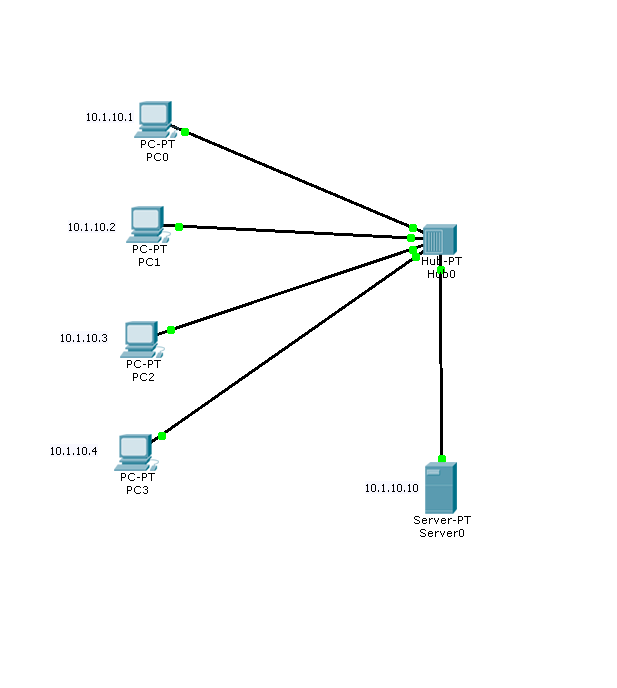 10.1.10.1
PC-PT
PC0
10.1.10.2
PC-PT
PC1
Hub-PT
Hub0
10.1.10.3
PC-PT
PC2
10.1.10.4
PC-PT
PC3
10.1.10.10
Server-PT
Server0